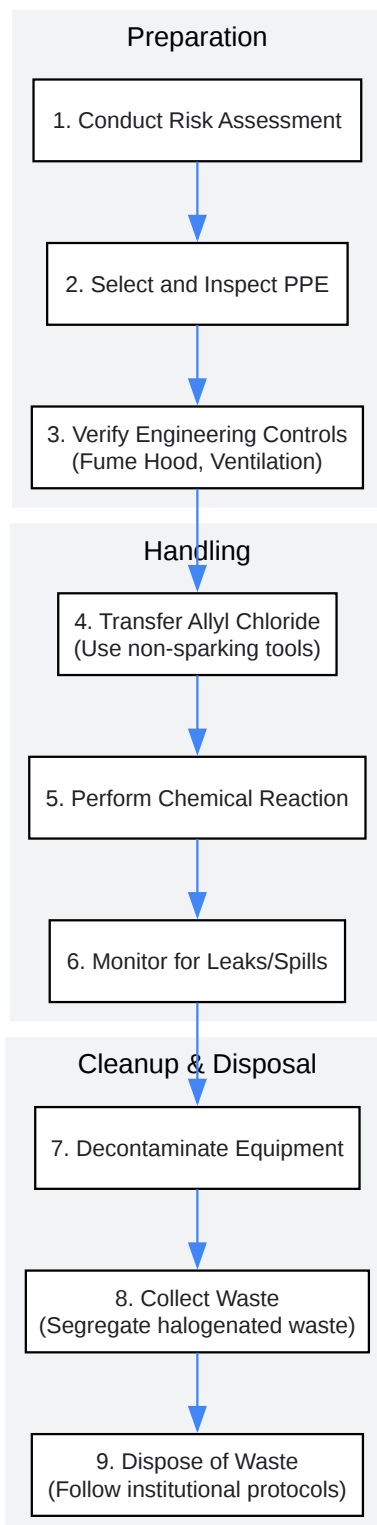 Preparation
1. Conduct Risk Assessment
2. Select and Inspect PPE
3. Verify Engineering Controls
(Fume Hood, Ventilation)
Handling
4. Transfer Allyl Chloride
(Use non-sparking tools)
5. Perform Chemical Reaction
6. Monitor for Leaks/Spills
Cleanup & Disposal
7. Decontaminate Equipment
8. Collect Waste
(Segregate halogenated waste)
9. Dispose of Waste
(Follow institutional protocols)